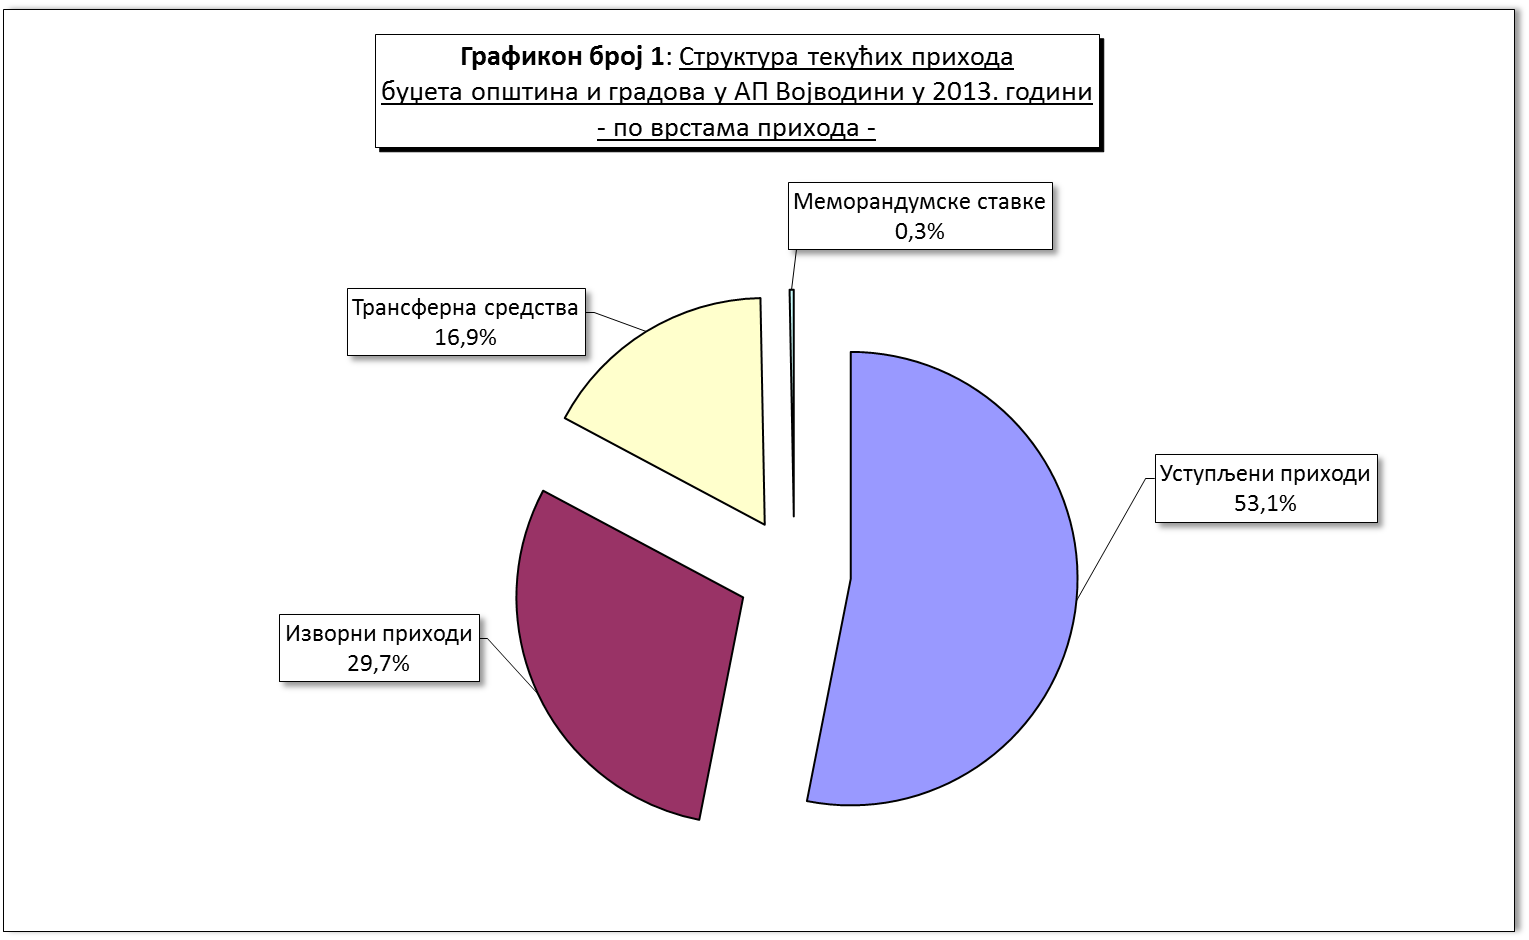 Графикон број 1: Структура текућих прихода
буџета општина и градова у АП Војводини у 2013. години
- по врстама прихода -
Меморандумске ставке
0,3%
Трансферна средства
16,9%
Уступљени приходи
53,1%
Изворни приходи
29,7%